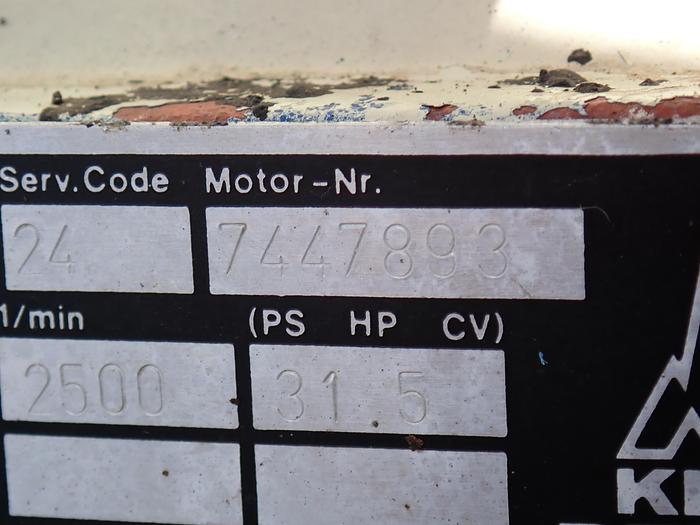 Serv.Code Motor-Nr.
24 7447893
1/min (PS HP CV)
2500 31.5